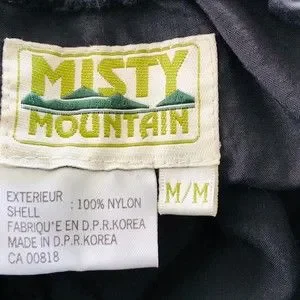 MISTY
MOUNTAIN
M/M
EXTERIEUR
SHELL : 100% NYLON
FABRIQU'E EN D.P.R.KOREA
MADE IN D.P.R.KOREA
CA 00818